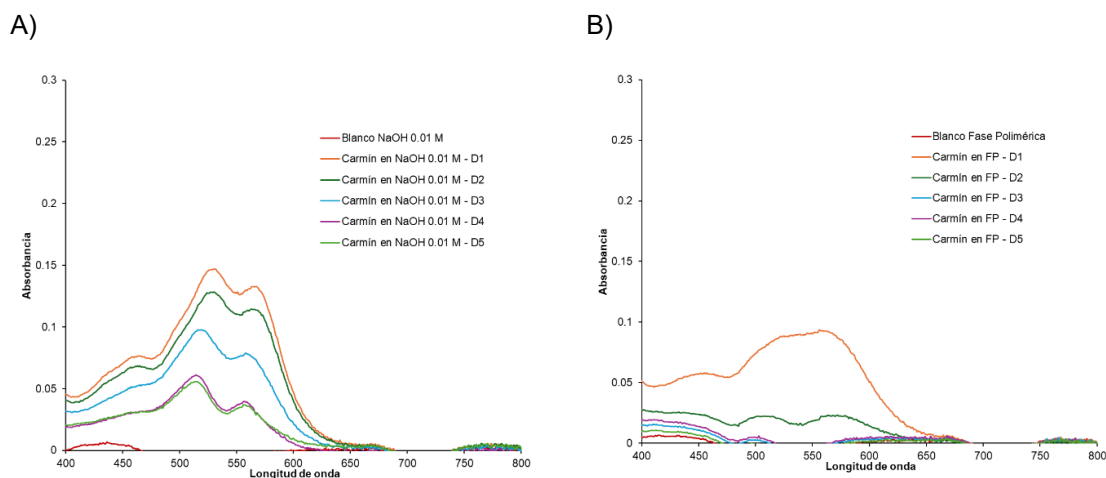 A)
B)
0.3
0.25
0.2
0.15
0.1
0.05
0
400 450 500 550 600 650 700 750 800
Absorbancia
Longitud de onda
Blanco NaOH 0.01 M
Carmín en NaOH 0.01 M - D1
Carmín en NaOH 0.01 M - D2
Carmín en NaOH 0.01 M - D3
Carmín en NaOH 0.01 M - D4
Carmín en NaOH 0.01 M - D5
0.3
0.25
0.2
0.15
0.1
0.05
0
400 450 500 550 600 650 700 750 800
Absorbancia
Longitud de onda
Blanco Fase Polimérica
Carmín en FP - D1
Carmín en FP - D2
Carmín en FP - D3
Carmín en FP - D4
Carmín en FP - D5